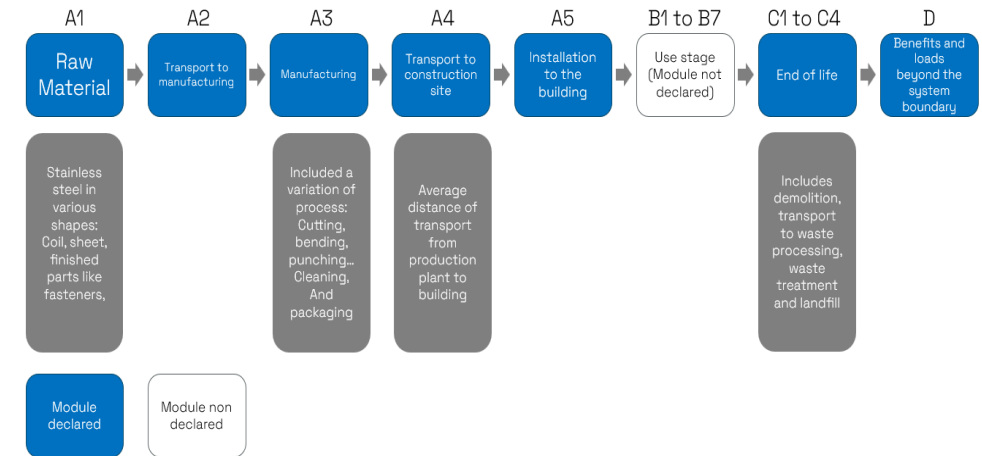 A1
A2
A3
A4
A5
B1 to B7
C1 to C4
D
Raw
Material
Transport to
manufacturing
Manufacturing
Transport to
construction
site
Installation
to the
building
Use stage
(Module not
declared)
End of life
Benefits and
loads
beyond the
system
boundary
Stainless
steel in
various
shapes:
Coil, sheet,
finished
parts like
fasteners,
Included a
variation of
process:
Cutting,
bending,
punching...
Cleaning,
And
packaging
Average
distance of
transport
from
production
plant to
building
Includes
demolition,
transport
to waste
processing,
waste
treatment
and landfill
Module
declared
Module non
declared